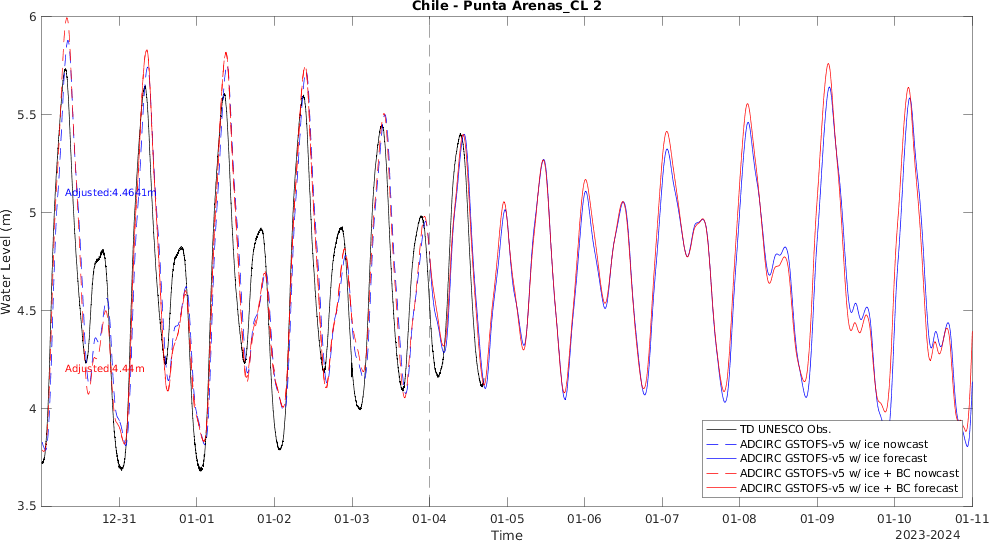 Chile - Punta Arenas_CL 2
6
5.5
5
4.5
4
3.5
Water Level (m)
Adjusted:4.4641m
Adjusted:4.44m
TD UNESCO Obs.
ADCIRC GSTOFS-v5 w/ ice nowcast
ADCIRC GSTOFS-v5 w/ ice forecast
ADCIRC GSTOFS-v5 w/ ice + BC nowcast
ADCIRC GSTOFS-v5 w/ ice + BC forecast
12-31 01-01 01-02 01-03 01-04 01-05 01-06 01-07 01-08 01-09 01-10 01-11
Time
2023-2024